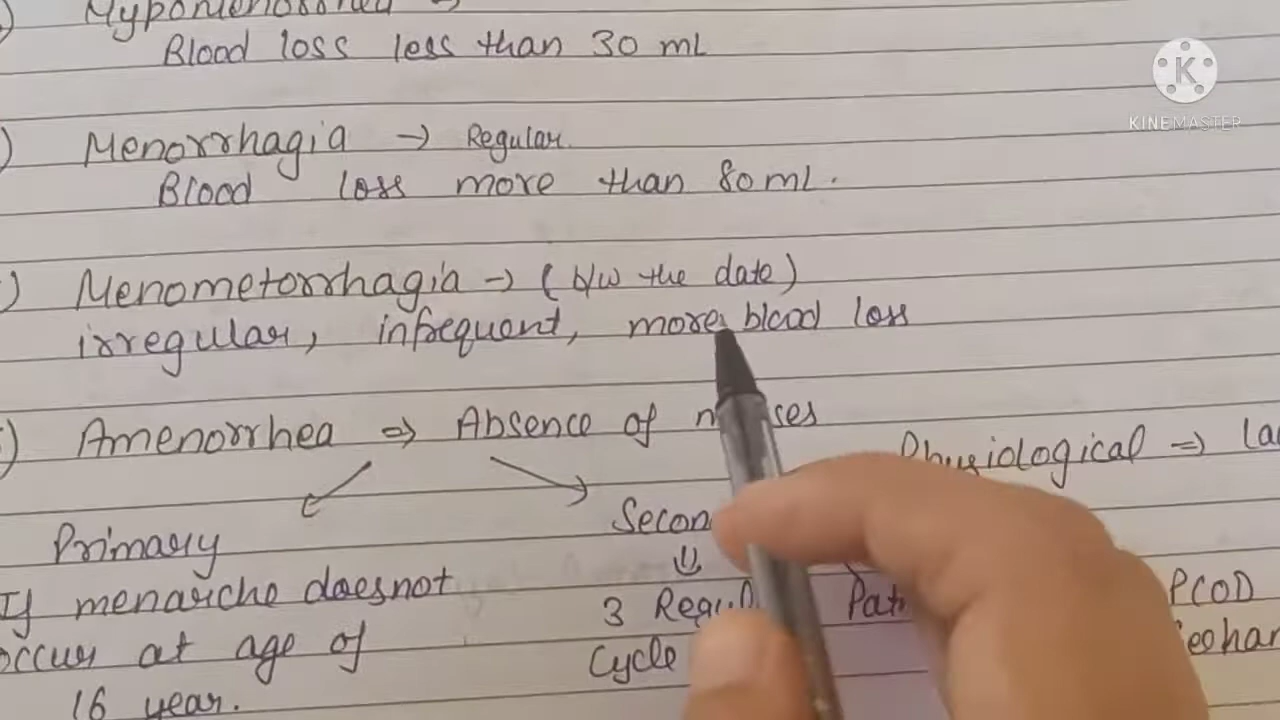 Blood loss less than 30 mL
KINEMASTER
Menorrhagia → Regular.
Blood loss more than 80 mL.
Menometorrhagia → ( b/w the date )
irregular, infrequent, more blood loss
Amenorrhea ⇒ Absence of
Physiological ⇒
Primary
If menarche doesnot
occur at age of
16 year.
3
Cycle
PCOD